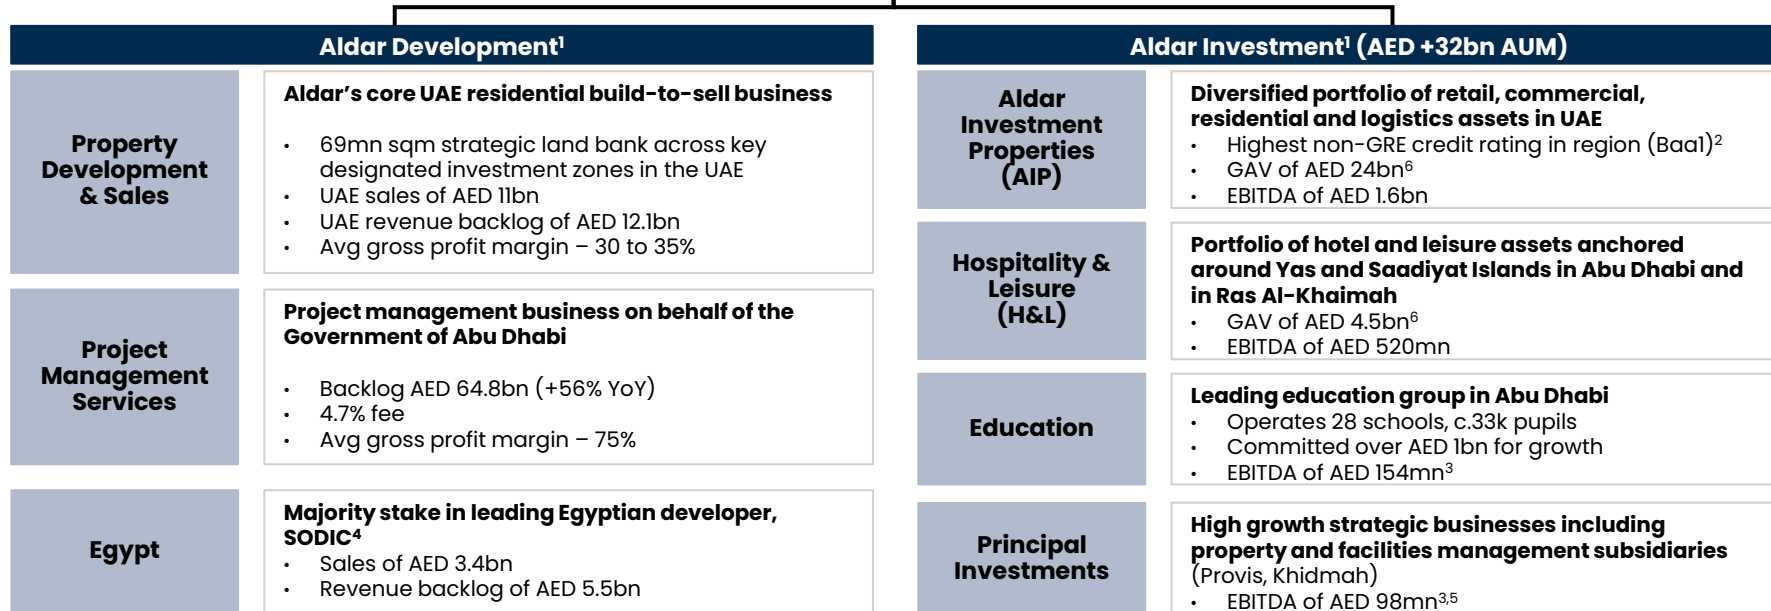 Aldar Development¹
Property
Development
& Sales
Aldar’s core UAE residential build-to-sell business
• 69mn sqm strategic land bank across key
designated investment zones in the UAE
• UAE sales of AED 11bn
• UAE revenue backlog of AED 12.1bn
• Avg gross profit margin – 30 to 35%
Project
Management
Services
Project management business on behalf of the
Government of Abu Dhabi
• Backlog AED 64.8bn (+56% YoY)
• 4.7% fee
• Avg gross profit margin – 75%
Egypt
Majority stake in leading Egyptian developer,
SODIC⁴
• Sales of AED 3.4bn
• Revenue backlog of AED 5.5bn
Aldar Investment¹ (AED +32bn AUM)
Aldar
Investment
Properties
(AIP)
Diversified portfolio of retail, commercial,
residential and logistics assets in UAE
• Highest non-GRE credit rating in region (Baa1)²
• GAV of AED 24bn⁶
• EBITDA of AED 1.6bn
Hospitality &
Leisure
(H&L)
Portfolio of hotel and leisure assets anchored
around Yas and Saadiyat Islands in Abu Dhabi and
in Ras Al-Khaimah
• GAV of AED 4.5bn⁶
• EBITDA of AED 520mn
Education
Leading education group in Abu Dhabi
• Operates 28 schools, c.33k pupils
• Committed over AED 1bn for growth
• EBITDA of AED 154mn³
Principal
Investments
High growth strategic businesses including
property and facilities management subsidiaries
(Provis, Khidmah)
• EBITDA of AED 98mn³,⁵